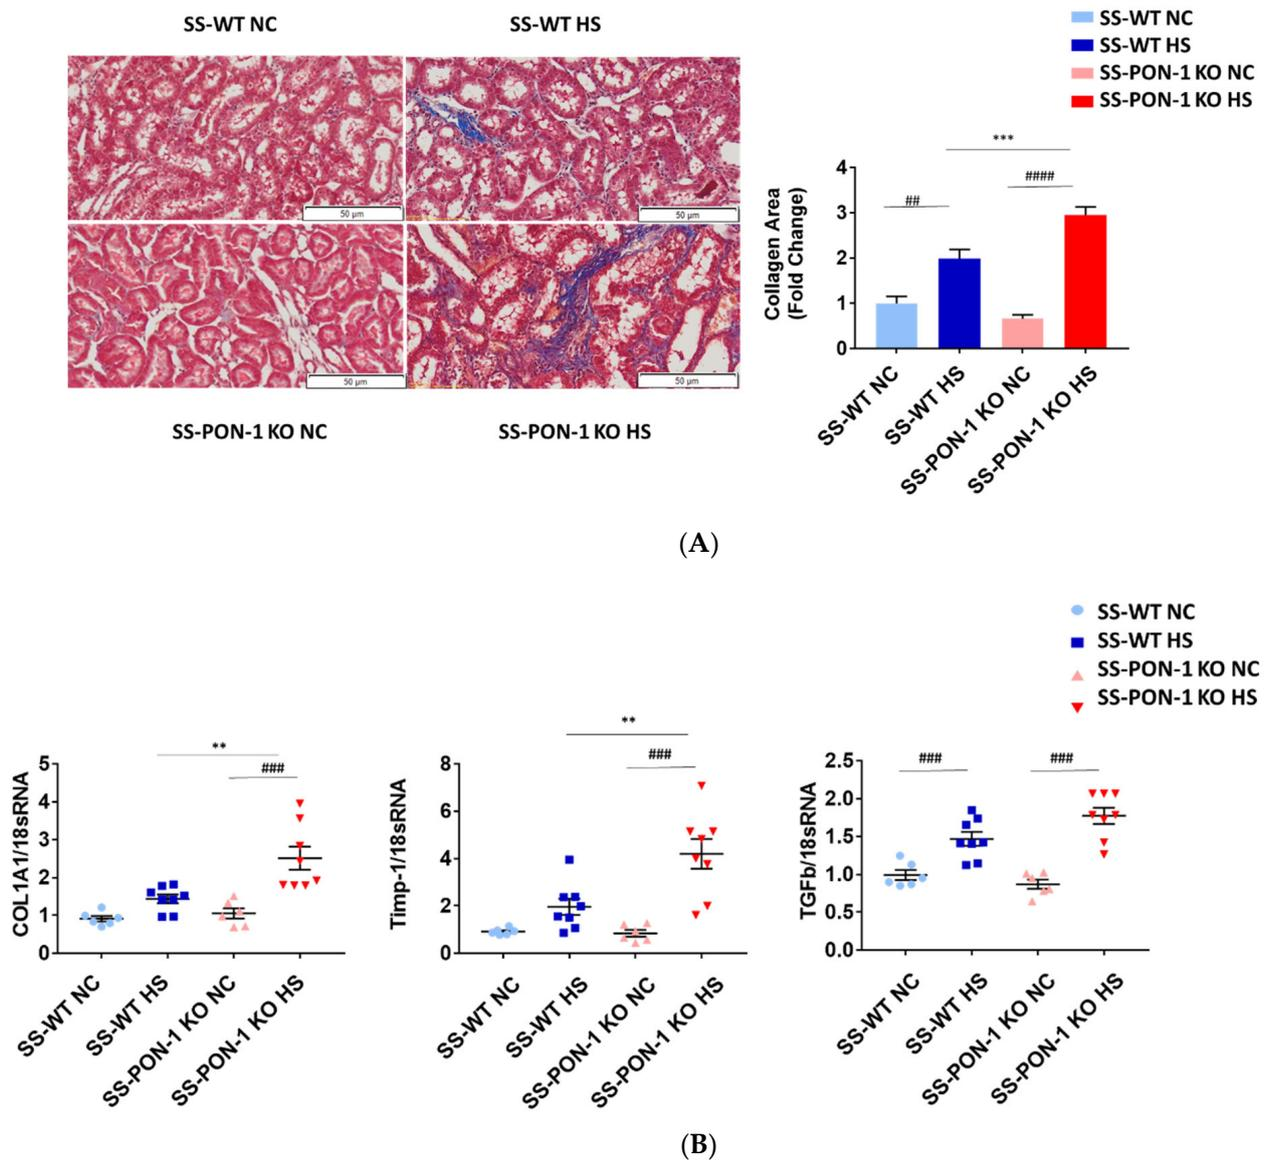 SS-WT NC
SS-WT HS
50 µm
50 µm
50 µm
50 µm
SS-PON-1 KO NC
SS-PON-1 KO HS
SS-WT NC
SS-WT HS
SS-PON-1 KO NC
SS-PON-1 KO HS
***
####
##
Collagen Area
(Fold Change)
4
3
2
1
0
SS-WT NC
SS-WT HS
SS-PON-1 KO NC
SS-PON-1 KO HS
(A)
SS-WT NC
SS-WT HS
SS-PON-1 KO NC
SS-PON-1 KO HS
COL1A1/18sRNA
5
4
3
2
1
0
**
###
SS-WT NC
SS-WT HS
SS-PON-1 KO NC
SS-PON-1 KO HS
Timp-1/18sRNA
8
6
4
2
0
**
###
SS-WT NC
SS-WT HS
SS-PON-1 KO NC
SS-PON-1 KO HS
TGFb/18sRNA
2.5
2.0
1.5
1.0
0.5
0.0
###
###
SS-WT NC
SS-WT HS
SS-PON-1 KO NC
SS-PON-1 KO HS
(B)